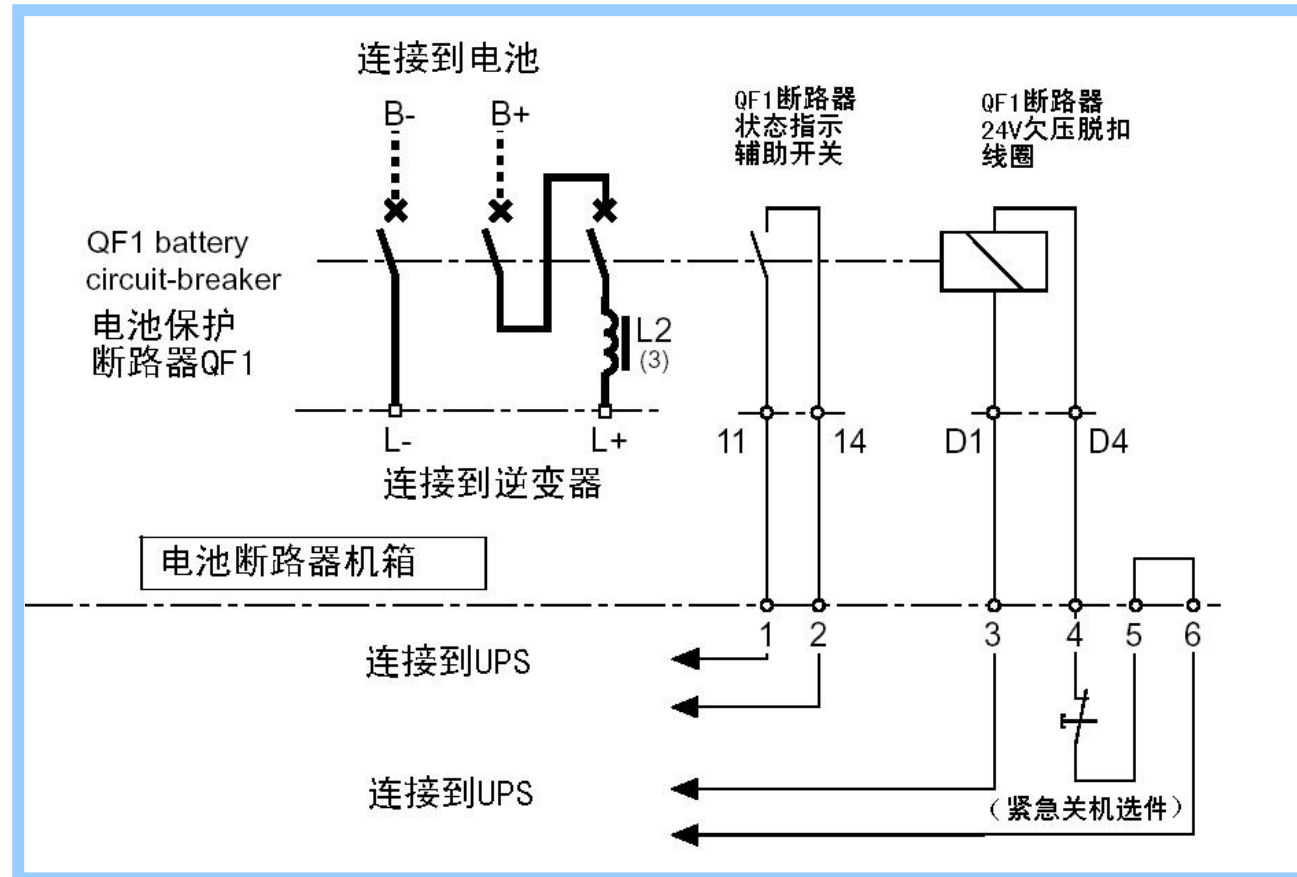 连接到电池
B-
B+
QF1断路器
状态指示
辅助开关
QF1断路器
24V欠压脱扣
线圈
QF1 battery
circuit-breaker
电池保护
断路器QF1
L2
(3)
L-
L+
11
14
D1
D4
连接到逆变器
电池断路器机箱
1
2
3
4
5
6
连接到UPS
连接到UPS
（紧急关机选件）